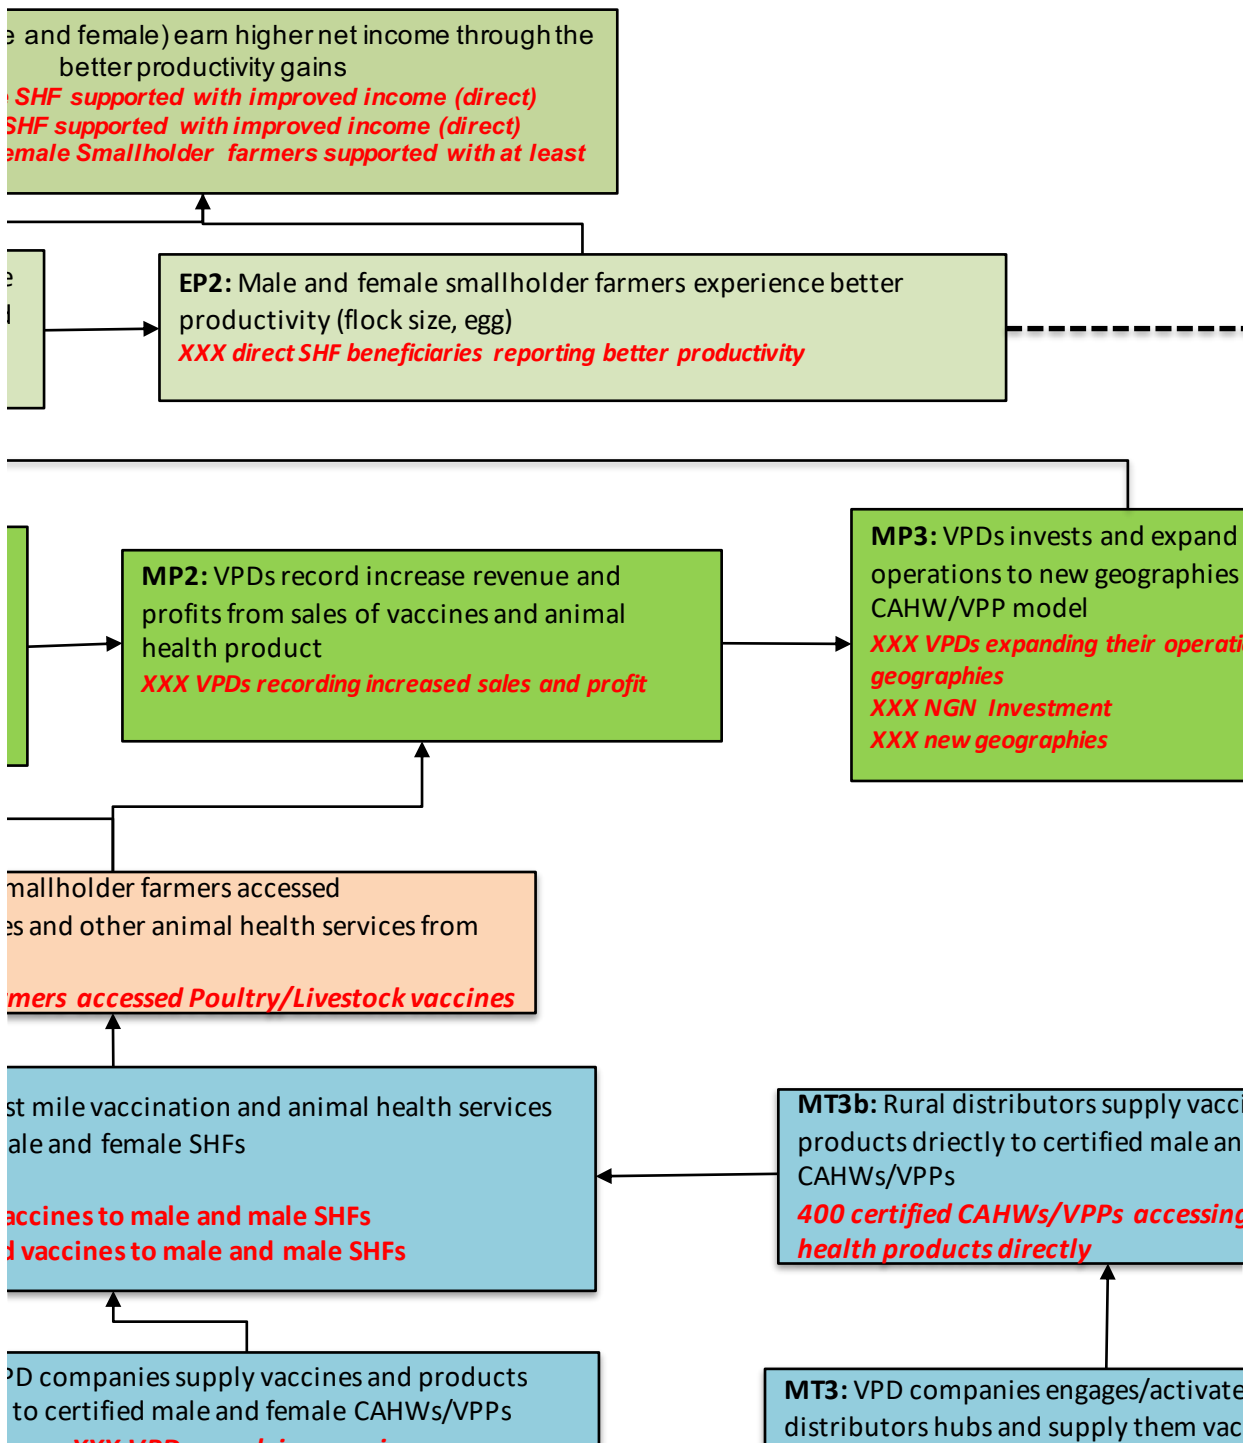 e and female) earn higher net income through the
better productivity gains
SHF supported with improved income (direct)
SHF supported with improved income (direct)
emale Smallholder farmers supported with at least
e
d
EP2: Male and female smallholder farmers experience better
productivity (flock size, egg)
XXX direct SHF beneficiaries reporting better productivity
MP2: VPDs record increase revenue and
profits from sales of vaccines and animal
health product
XXX VPDs recording increased sales and profit
MP3: VPDs invests and expand
operations to new geographies
CAHW/VPP model
XXX VPDs expanding their operati
geographies
XXX NGN Investment
XXX new geographies
mallholder farmers accessed
es and other animal health services from
mers accessed Poultry/Livestock vaccines
st mile vaccination and animal health services
ale and female SHFs
accines to male and male SHFs
d vaccines to male and male SHFs
MT3b: Rural distributors supply vacci
products driectly to certified male an
CAHWs/VPPs
400 certified CAHWs/VPPs accessing
health products directly
PD companies supply vaccines and products
to certified male and female CAHWs/VPPs
MT3: VPD companies engages/activate
distributors hubs and supply them vac